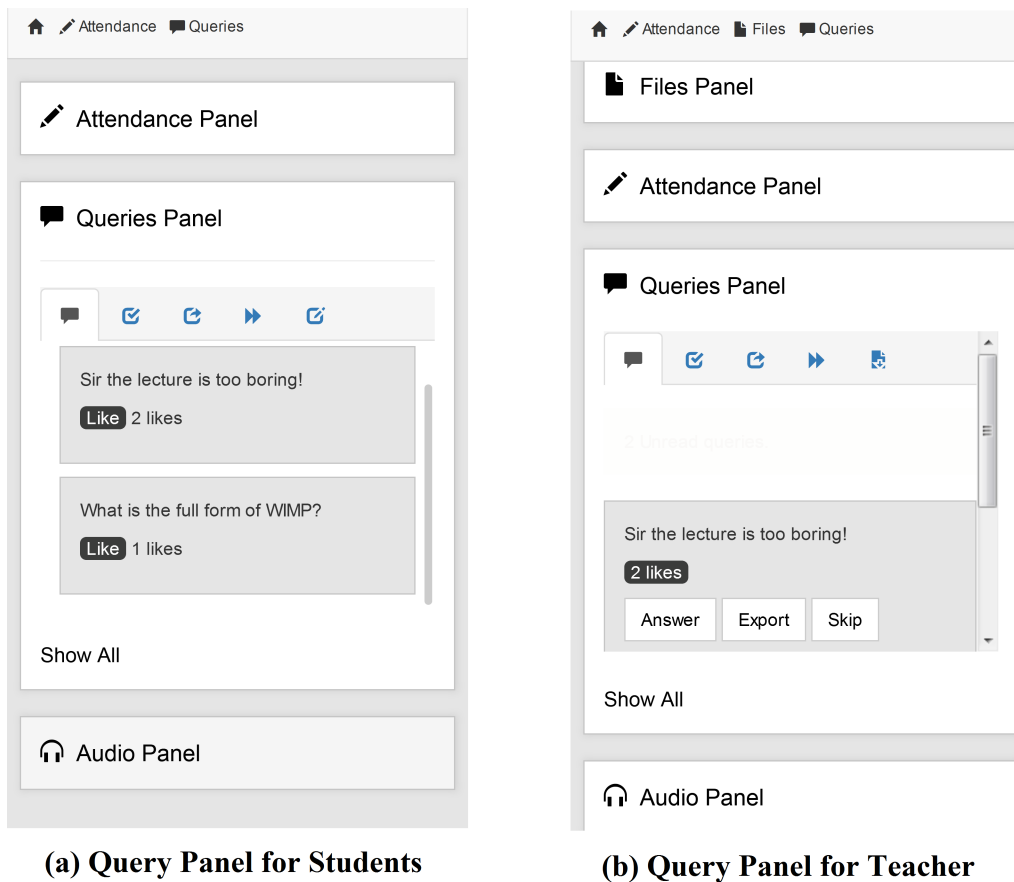 Attendance Queries
Attendance Panel
Queries Panel
Sir the lecture is too boring!
Like 2 likes
What is the full form of WIMP?
Like 1 likes
Show All
Audio Panel
(a) Query Panel for Students
Attendance Files Queries
Files Panel
Attendance Panel
Queries Panel
2 Unread queries.
Sir the lecture is too boring!
2 likes
Answer Export Skip
Show All
Audio Panel
(b) Query Panel for Teacher